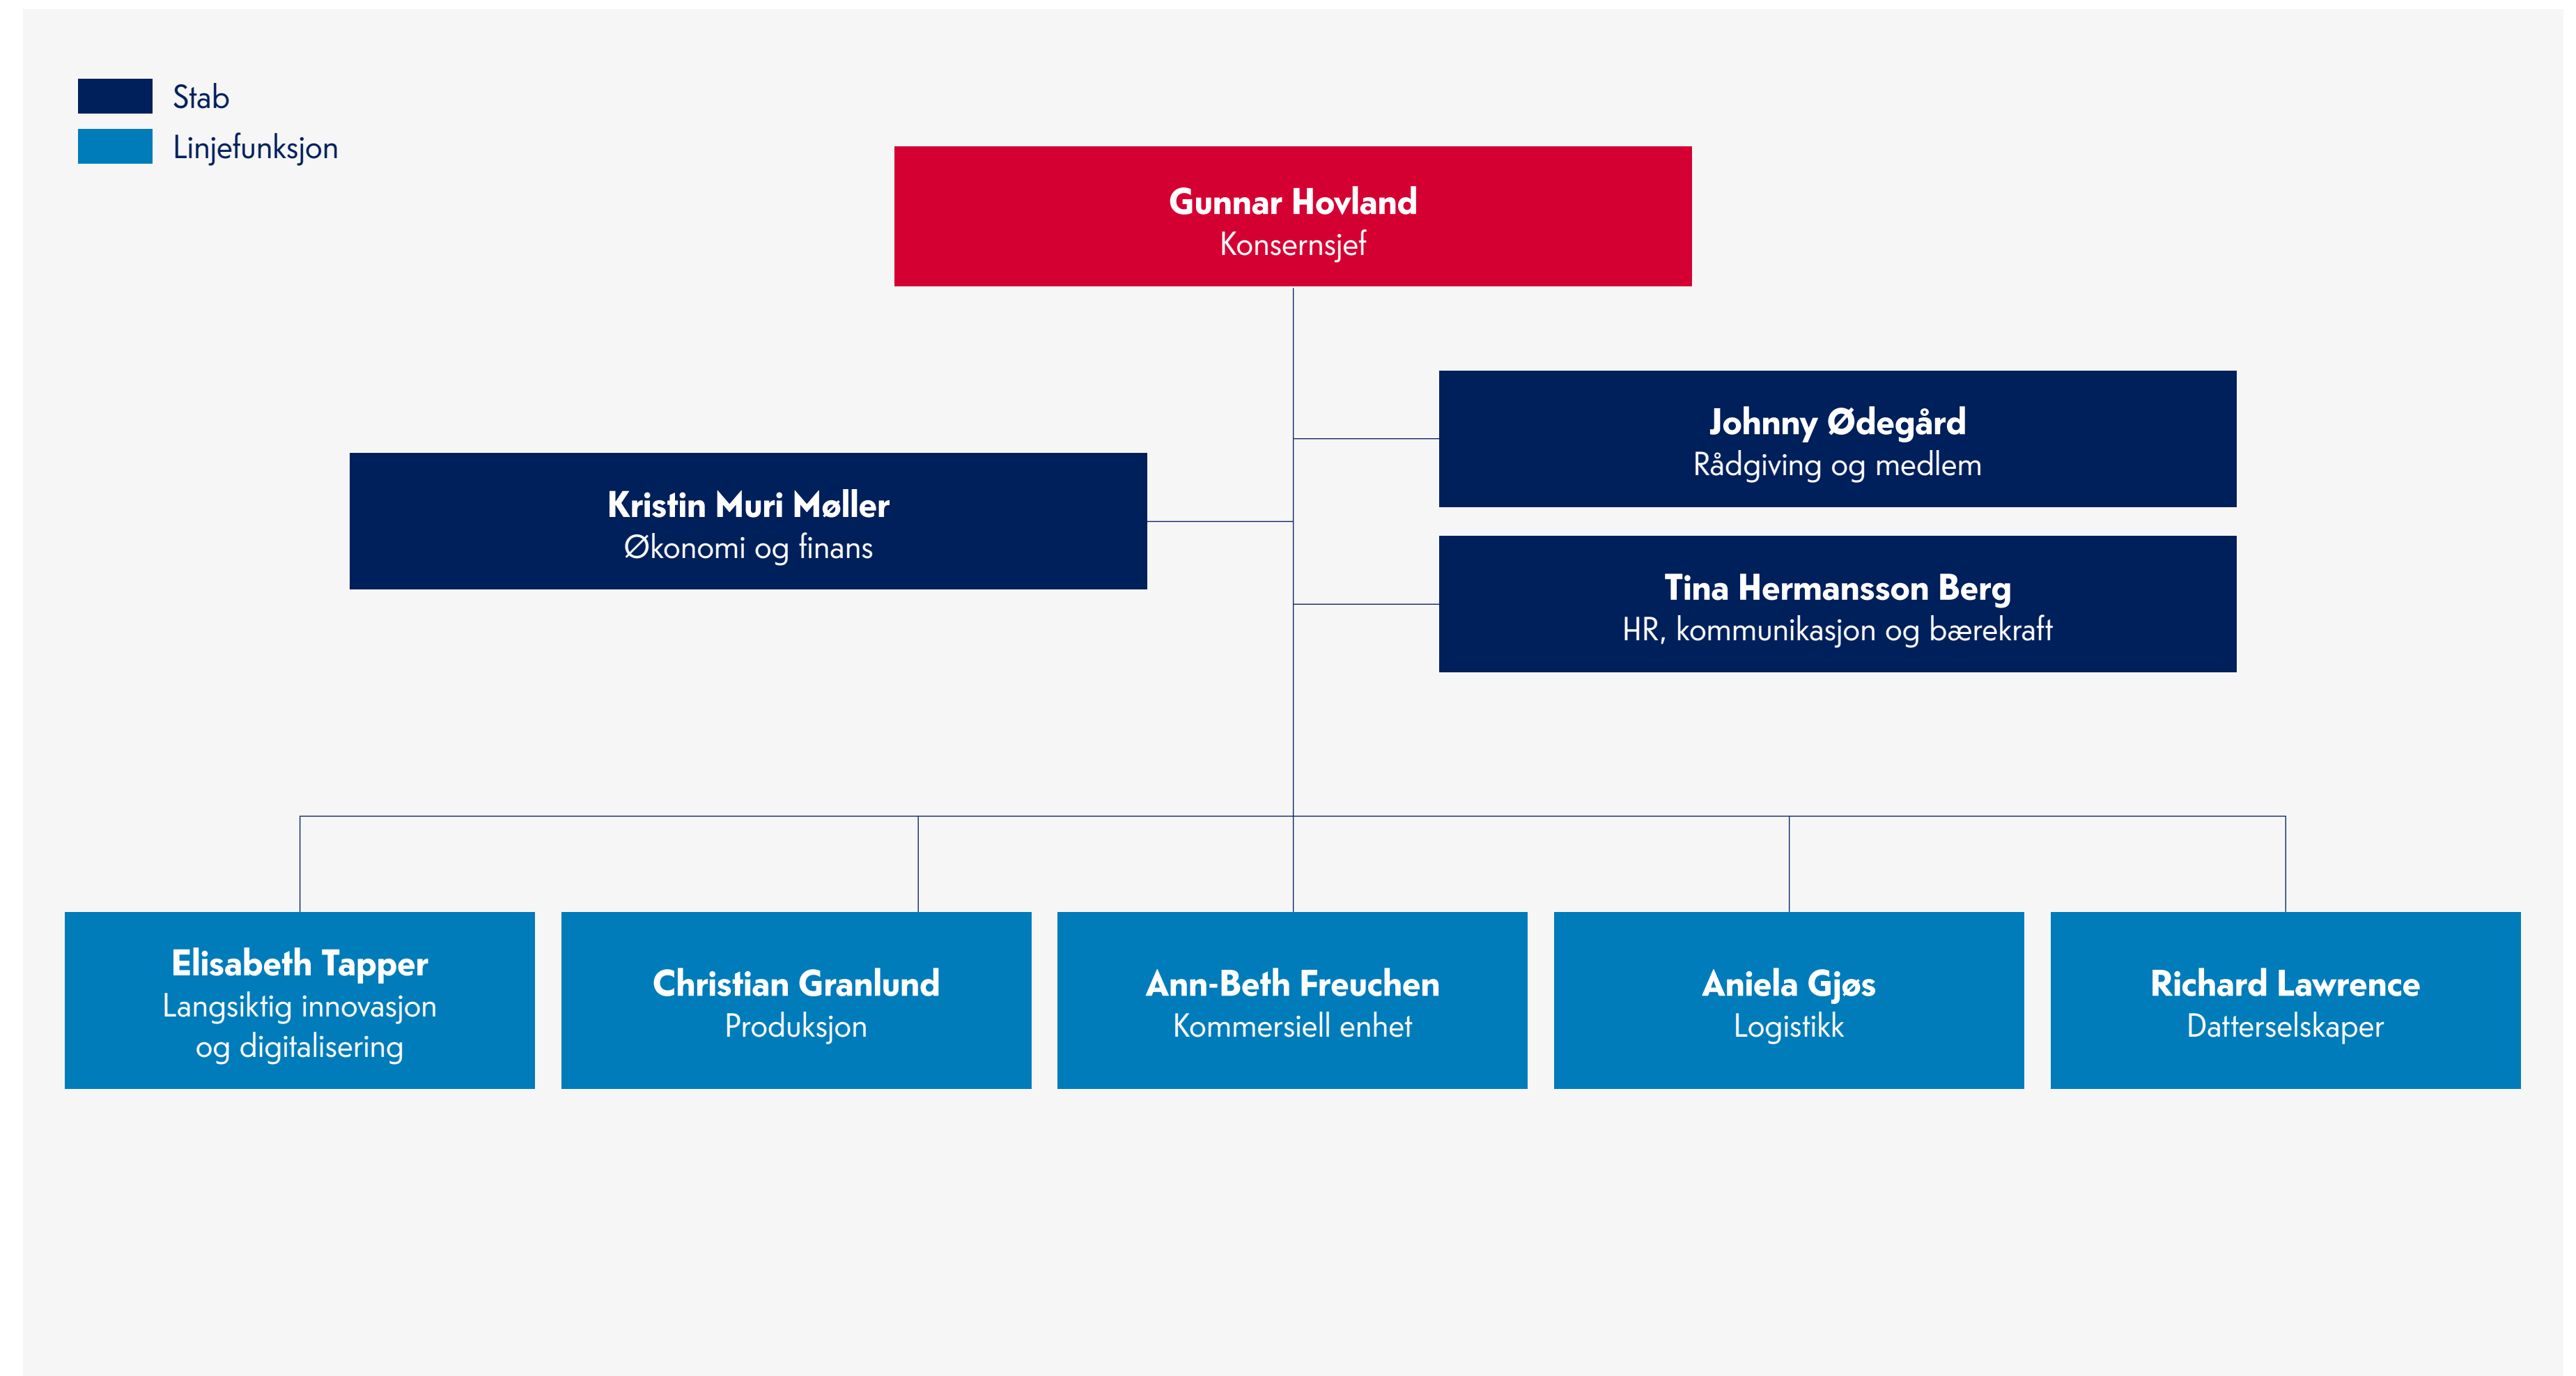 Stab
Linjefunksjon
Gunnar Hovland
Konsernsjef
Johnny Ødegård
Rådgiving og medlem
Kristin Muri Møller
Økonomi og finans
Tina Hermansson Berg
HR, kommunikasjon og bærekraft
Elisabeth Tapper
Langsiktig innovasjon
og digitalisering
Christian Granlund
Produksjon
Ann-Beth Freuchen
Kommersiell enhet
Aniela Gjøs
Logistikk
Richard Lawrence
Datterselskaper